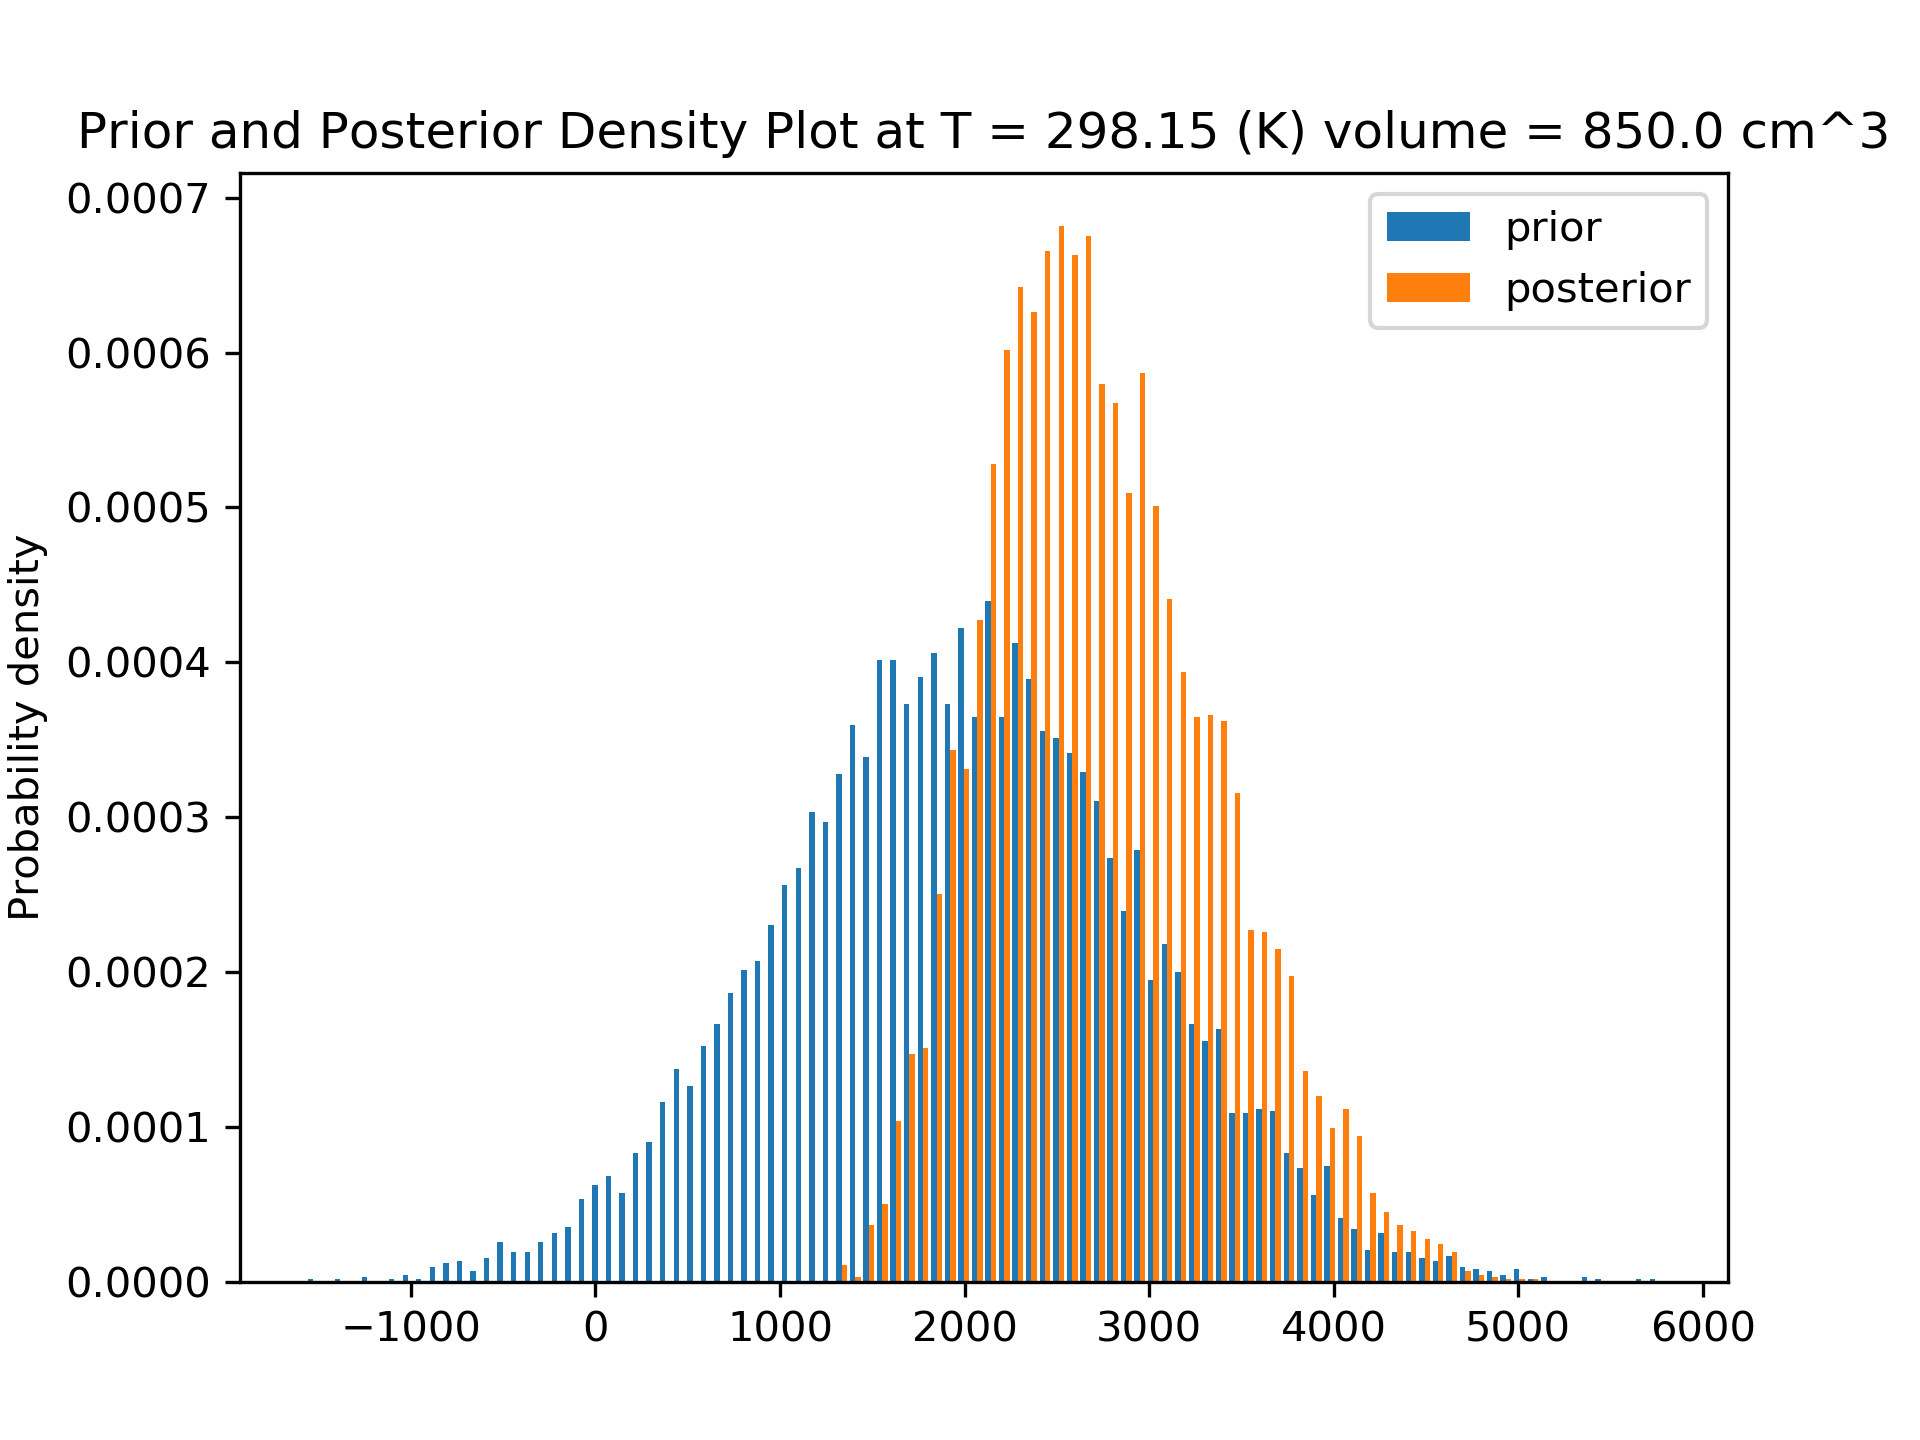 Prior and Posterior Density Plot at T = 298.15 (K) volume = 850.0 cm^3
prior
posterior
Probability density
0.0007
0.0006
0.0005
0.0004
0.0003
0.0002
0.0001
0.0000
−1000 0 1000 2000 3000 4000 5000 6000